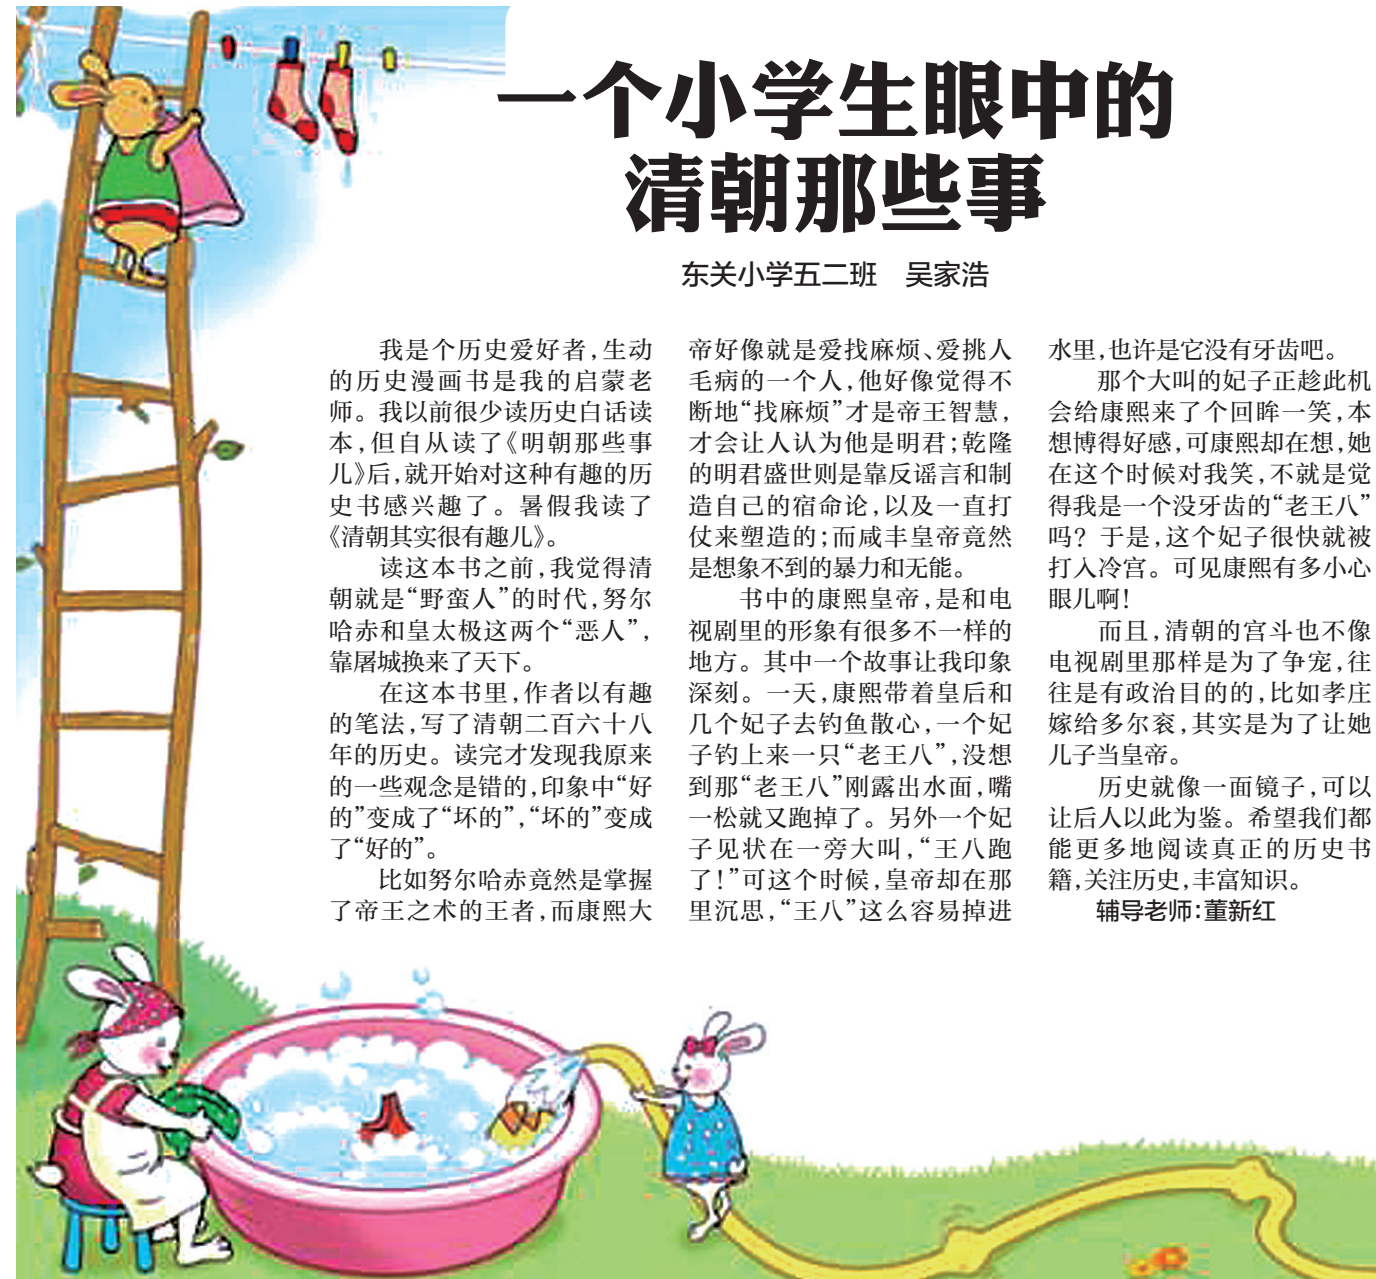 一个小学生眼中的
清朝那些事
东关小学五二班　吴家浩
我是个历史爱好者，生动
的历史漫画书是我的启蒙老
师。我以前很少读历史白话读
本，但自从读了《明朝那些事
儿》后，就开始对这种有趣的历
史书感兴趣了。暑假我读了
《清朝其实很有趣儿》。
读这本书之前，我觉得清
朝就是“野蛮人”的时代，努尔
哈赤和皇太极这两个“恶人”，
靠屠城换来了天下。
在这本书里，作者以有趣
的笔法，写了清朝二百六十八
年的历史。读完才发现我原来
的一些观念是错的，印象中“好
的”变成了“坏的”，“坏的”变成
了“好的”。
比如努尔哈赤竟然是掌握
了帝王之术的王者，而康熙大
帝好像就是爱找麻烦、爱挑人
毛病的一个人，他好像觉得不
断地“找麻烦”才是帝王智慧，
才会让人认为他是明君；乾隆
的明君盛世则是靠反谣言和制
造自己的宿命论，以及一直打
仗来塑造的；而咸丰皇帝竟然
是想象不到的暴力和无能。
书中的康熙皇帝，是和电
视剧里的形象有很多不一样的
地方。其中一个故事让我印象
深刻。一天，康熙带着皇后和
几个妃子去钓鱼散心，一个妃
子钓上来一只“老王八”，没想
到那“老王八”刚露出水面，嘴
一松就又跑掉了。另外一个妃
子见状在一旁大叫，“王八跑
了！”可这个时候，皇帝却在那
里沉思，“王八”这么容易掉进
水里，也许是它没有牙齿吧。
那个大叫的妃子正趁此机
会给康熙来了个回眸一笑，本
想博得好感，可康熙却在想，她
在这个时候对我笑，不就是觉
得我是一个没牙齿的“老王八”
吗？于是，这个妃子很快就被
打入冷宫。可见康熙有多小心
眼儿啊！
而且，清朝的宫斗也不像
电视剧里那样是为了争宠，往
往是有政治目的的，比如孝庄
嫁给多尔衮，其实是为了让她
儿子当皇帝。
历史就像一面镜子，可以
让后人以此为鉴。希望我们都
能更多地阅读真正的历史书
籍，关注历史，丰富知识。
辅导老师：董新红